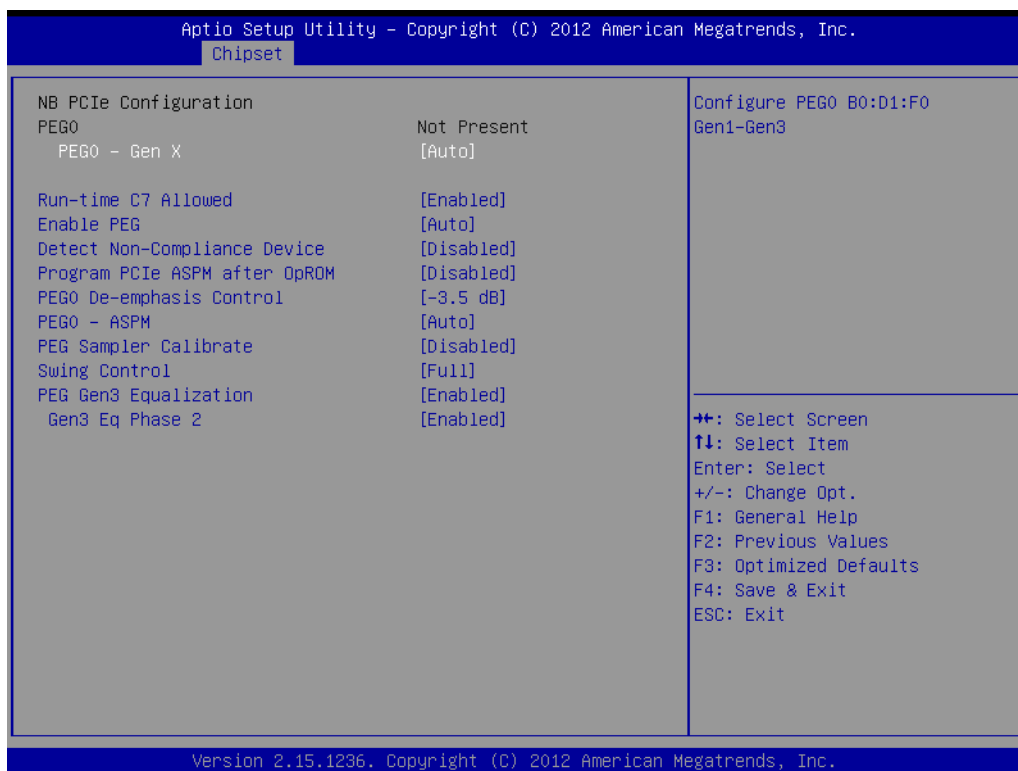 Aptio Setup Utility – Copyright (C) 2012 American Megatrends, Inc.
Chipset
NB PCIe Configuration
PEG0 Not Present
PEG0 – Gen X [Auto]
Run-time C7 Allowed [Enabled]
Enable PEG [Auto]
Detect Non-Compliance Device [Disabled]
Program PCIe ASPM after OpROM [Disabled]
PEG0 De-emphasis Control [-3.5 dB]
PEG0 – ASPM [Auto]
PEG Sampler Calibrate [Disabled]
Swing Control [Full]
PEG Gen3 Equalization [Enabled]
Gen3 Eq Phase 2 [Enabled]
Configure PEG0 B0:D1:F0
Gen1-Gen3
→←: Select Screen
↑↓: Select Item
Enter: Select
+/-: Change Opt.
F1: General Help
F2: Previous Values
F3: Optimized Defaults
F4: Save & Exit
ESC: Exit
Version 2.15.1236. Copyright (C) 2012 American Megatrends, Inc.